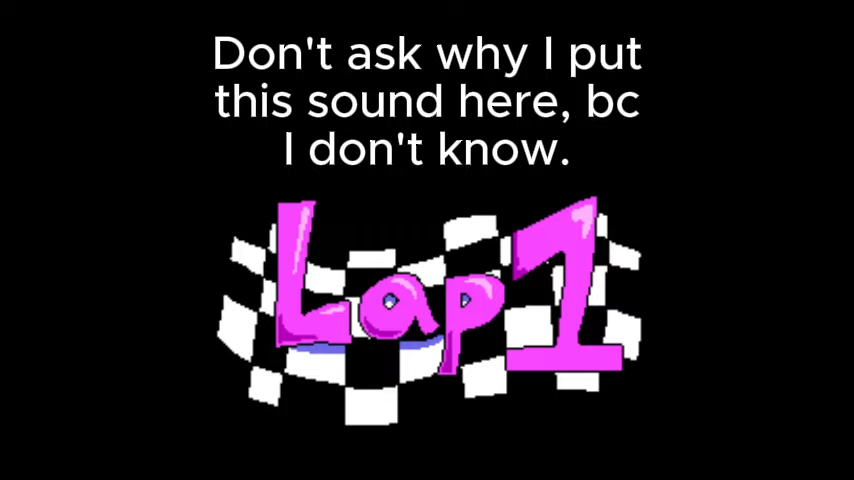 Don't ask why I put
this sound here, bc
I don't know.
Lap 1